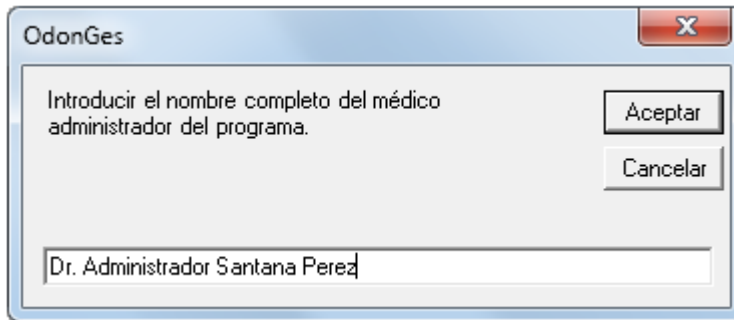 OdonGes
Introducir el nombre completo del médico
administrador del programa.
Aceptar
Cancelar
Dr. Administrador Santana Perez